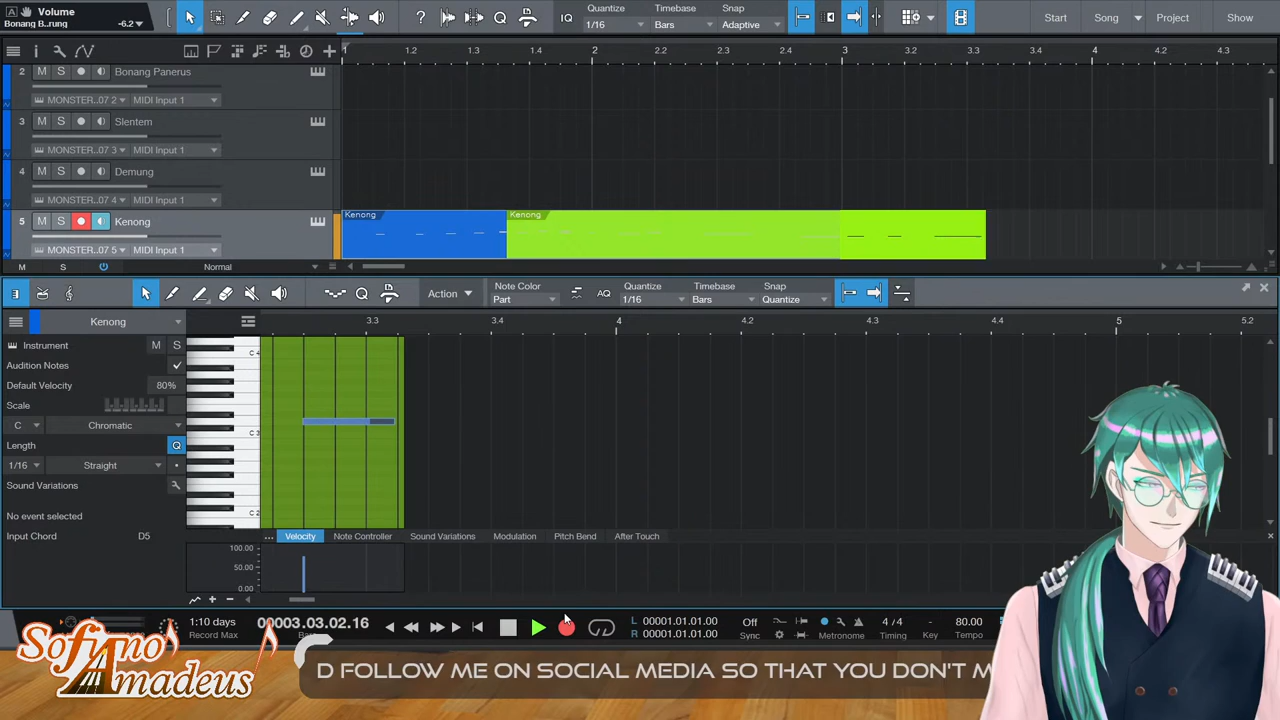 Volume
Bonang B...rung -6.2
IQ Quantize Timebase Snap
1/16 Bars Adaptive
Start Song Project Show
1 1.2 1.3 1.4 2 2.2 2.3 2.4 3 3.2 3.3 3.4 4 4.2 4.3
2 M S Bonang Panerus
MONSTER..07 2 MIDI Input 1
3 M S Slentem
MONSTER..07 3 MIDI Input 1
4 M S Demung
MONSTER..07 4 MIDI Input 1
5 M S Kenong
MONSTER..07 5 MIDI Input 1
Kenong Kenong
M S Normal
Action Note Color AQ Quantize Timebase Snap
Part 1/16 Bars Quantize
Kenong
3.3 3.4 4 4.2 4.3 4.4 5 5.2
Instrument M S
Audition Notes
Default Velocity 80%
Scale
C Chromatic
Length Q
1/16 Straight
Sound Variations
No event selected
Input Chord D5
C 4
C 3
C 2
... Velocity Note Controller Sound Variations Modulation Pitch Bend After Touch
100.00
50.00
0.00
1:10 days 00003.03.02.16 L 00001.01.01.00 Off 4 / 4 80.00
Record Max Bars R 00001.01.01.00 Sync Metronome Timing Key Tempo
Sofiano
Amadeus
D FOLLOW ME ON SOCIAL MEDIA SO THAT YOU DON'T M